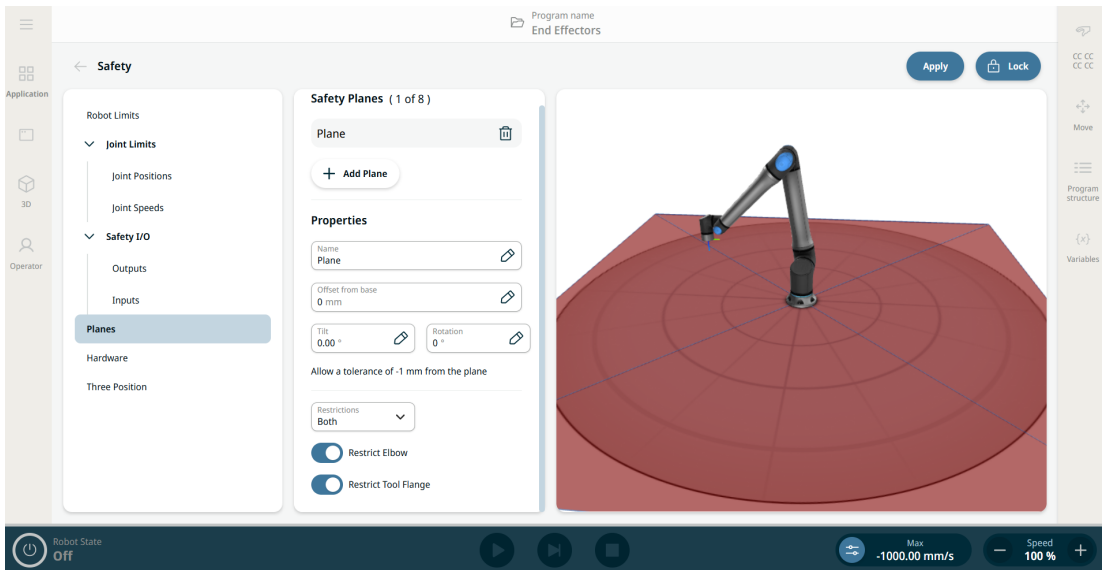 Program name
End Effectors
Safety
Apply
Lock
Application
3D
Operator
Robot Limits
Joint Limits
Joint Positions
Joint Speeds
Safety I/O
Outputs
Inputs
Planes
Hardware
Three Position
Safety Planes ( 1 of 8 )
Plane
Add Plane
Properties
Name
Plane
Offset from base
0 mm
Tilt
0.00 °
Rotation
0 °
Allow a tolerance of -1 mm from the plane
Restrictions
Both
Restrict Elbow
Restrict Tool Flange
CC CC
CC CC
Move
Program
structure
{x}
Variables
Robot State
Off
Max
-1000.00 mm/s
Speed
100 %